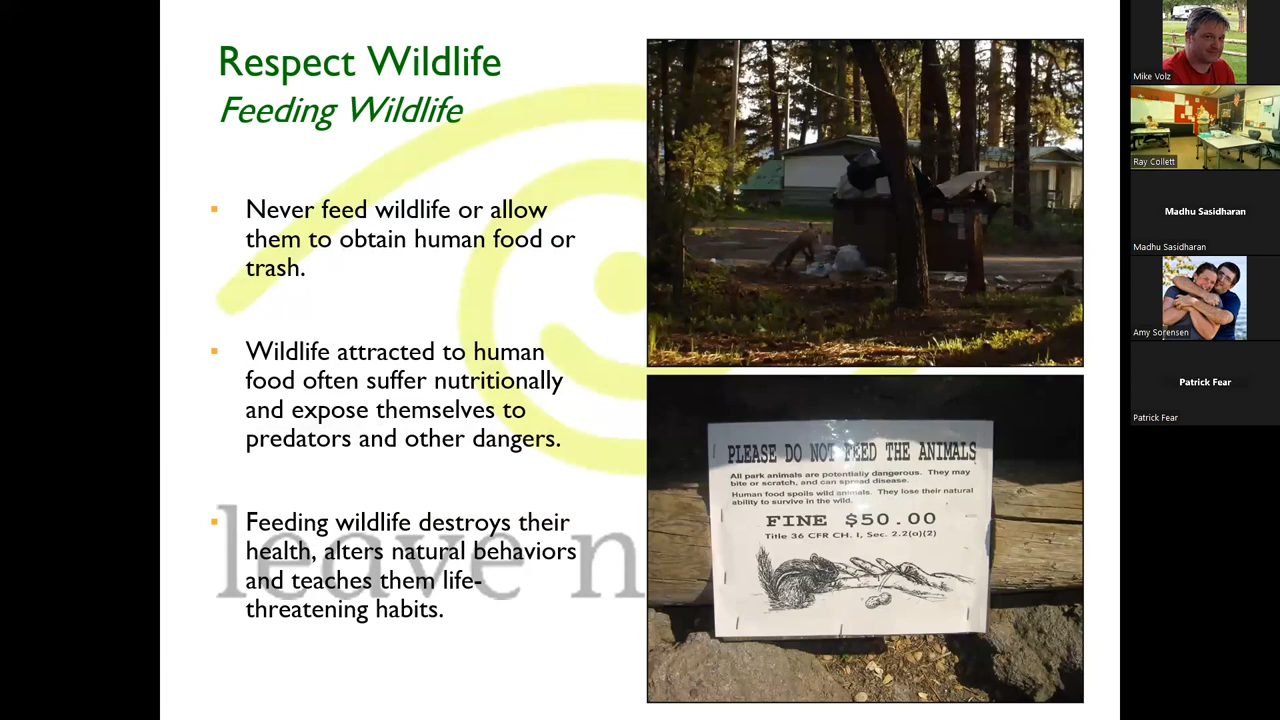 Respect Wildlife
Feeding Wildlife
Never feed wildlife or allow
them to obtain human food or
trash.
Wildlife attracted to human
food often suffer nutritionally
and expose themselves to
predators and other dangers.
Feeding wildlife destroys their
health, alters natural behaviors
and teaches them life-
threatening habits.
leave n
PLEASE DO NOT FEED THE ANIMALS
All park animals are potentially dangerous. They may
bite or scratch, and can spread disease.
Human food spoils wild animals. They lose their natural
ability to survive in the wild.
FINE $50.00
Title 36 CFR CH. I, Sec. 2.2(a)(2)
Mike Volz
Ray Collett
Madhu Sasidharan
Madhu Sasidharan
Amy Sorensen
Patrick Fear
Patrick Fear